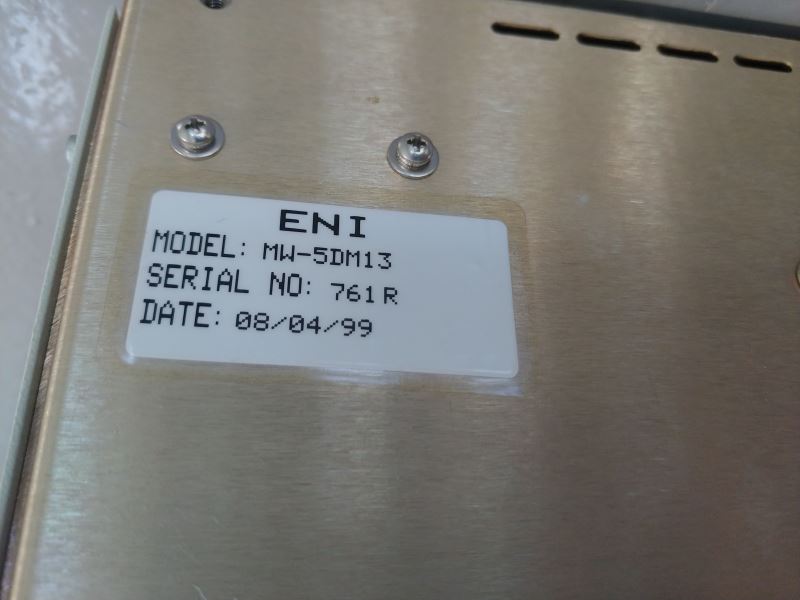 ENI
MODEL: MW-5DM13
SERIAL NO: 761R
DATE: 08/04/99